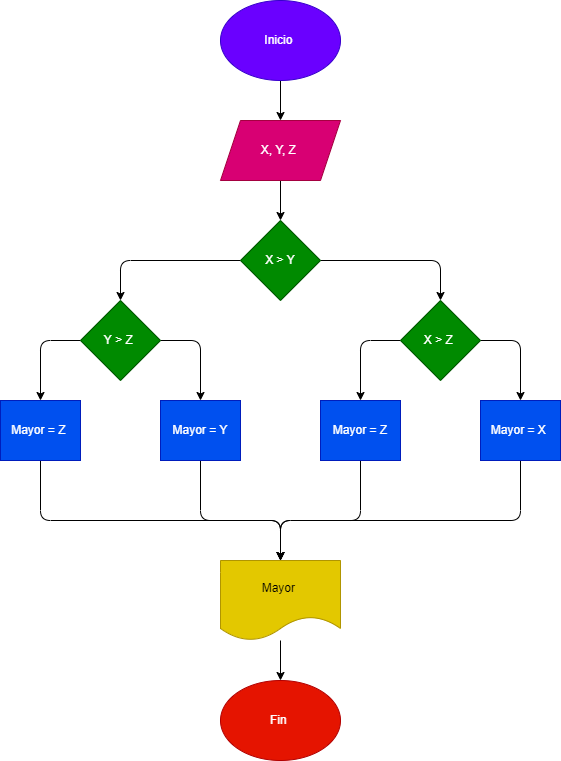 Inicio
X, Y, Z
X > Y
Y > Z
X > Z
Mayor = Z
Mayor = Y
Mayor = Z
Mayor = X
Mayor
Fin